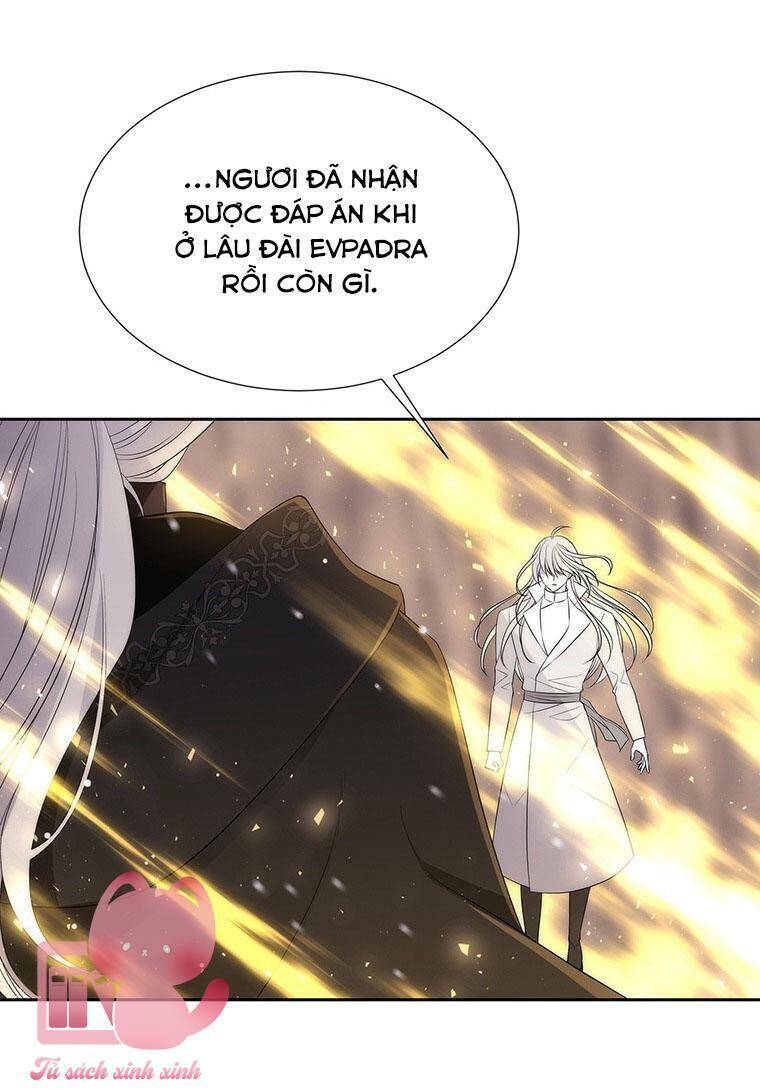 ...NGƯƠI ĐÃ NHẬN
ĐƯỢC ĐÁP ÁN KHI
Ở LÂU ĐÀI EVPADRA
RỒI CÒN GÌ.
Tủ sách xinh xinh